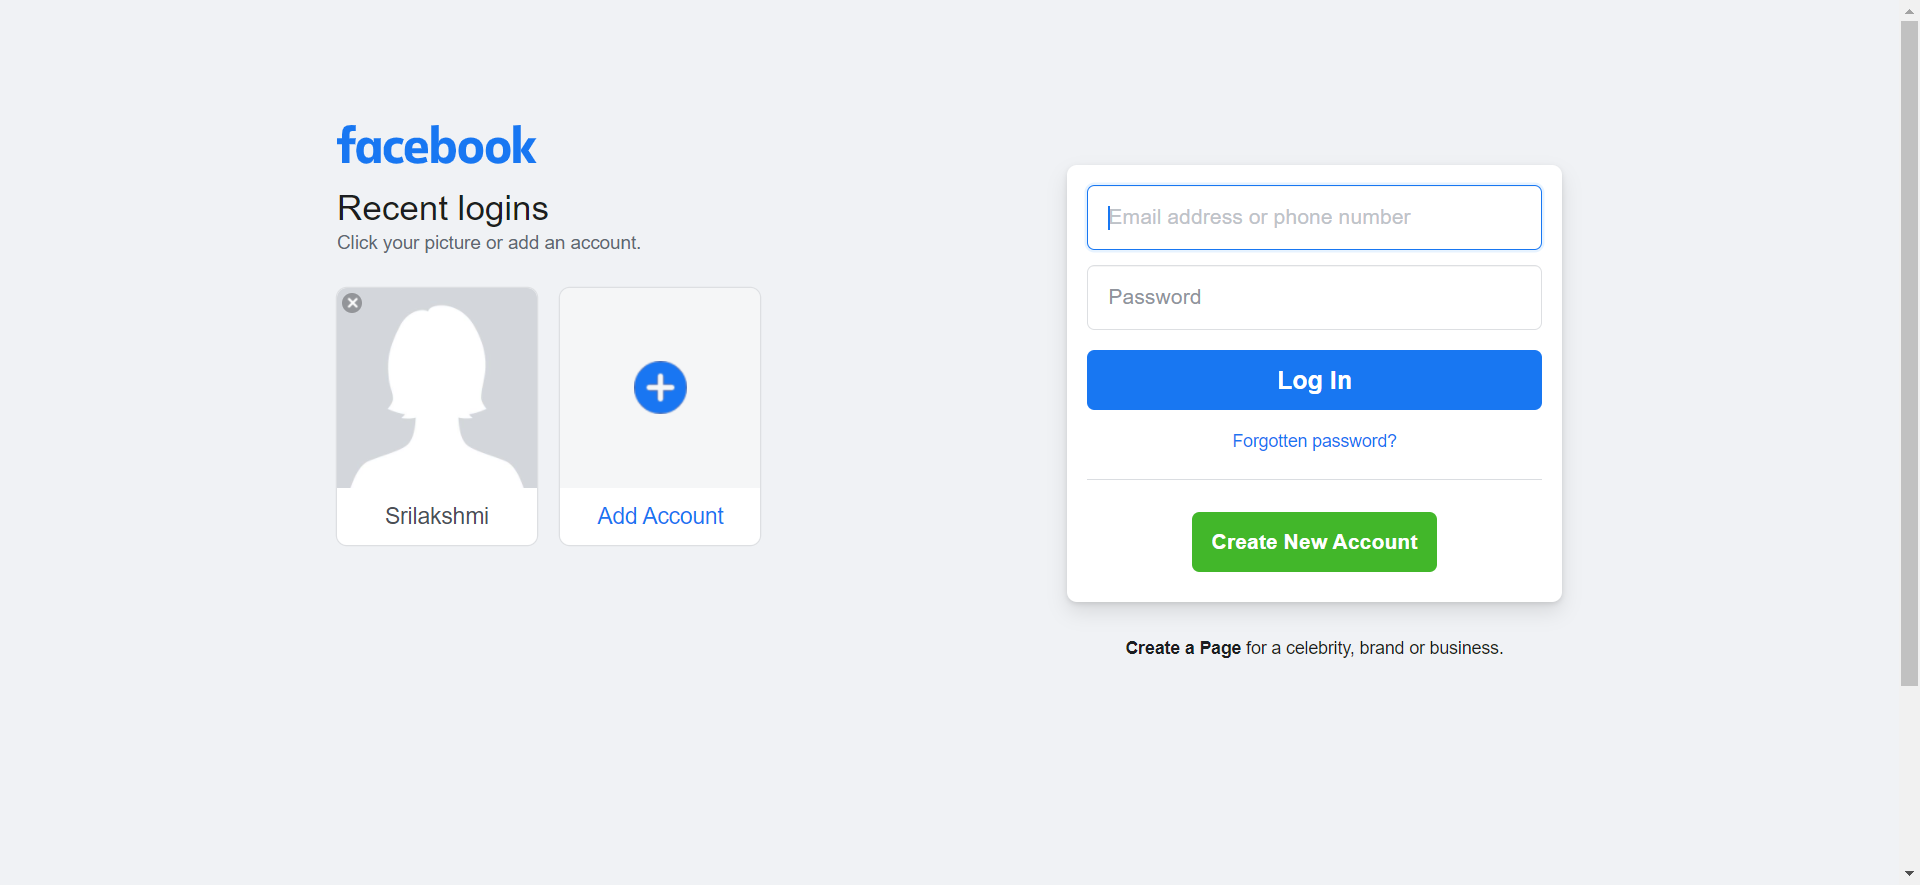 facebook
Recent logins
Click your picture or add an account.
Srilakshmi
Add Account
Email address or phone number
Password
Log In
Forgotten password?
Create New Account
Create a Page for a celebrity, brand or business.